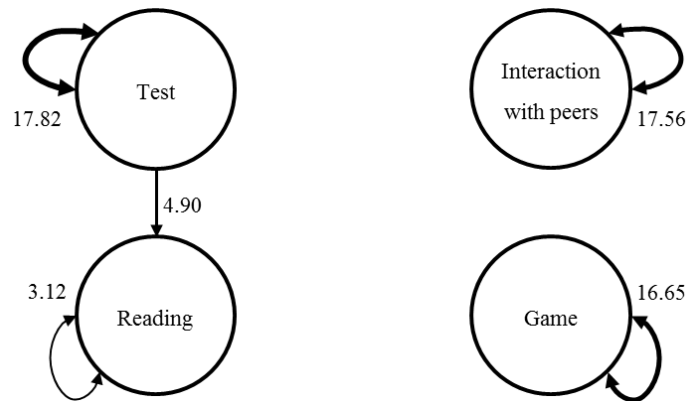 Test
17.82
Interaction
with peers
17.56
4.90
3.12
Reading
16.65
Game